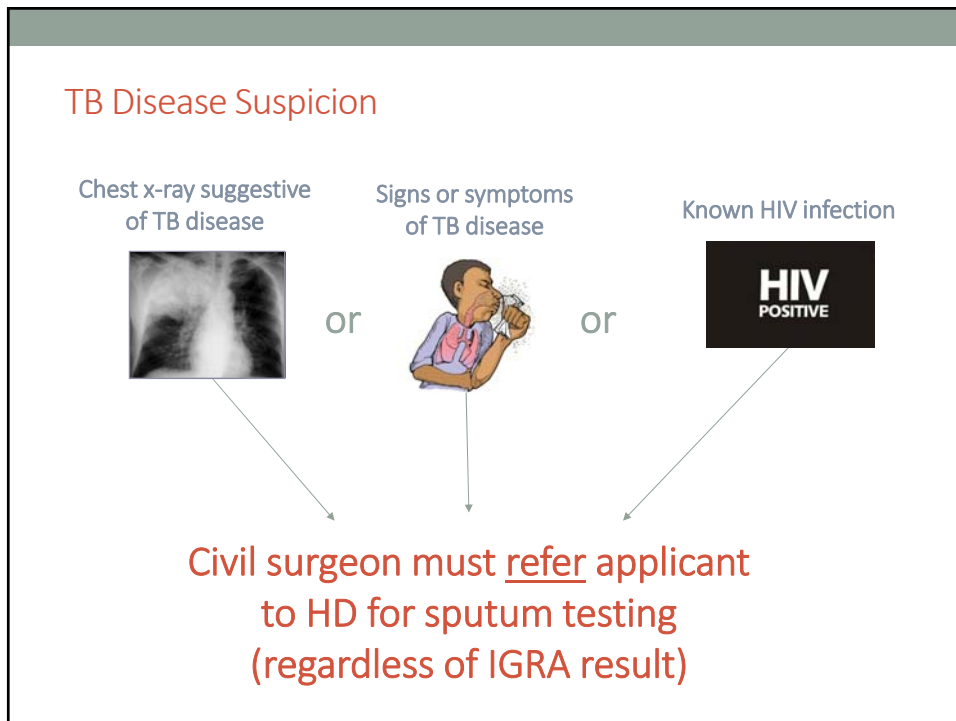 TB Disease Suspicion
Chest x-ray suggestive
of TB disease
or
Signs or symptoms
of TB disease
or
Known HIV infection
HIV
POSITIVE
Civil surgeon must refer applicant
to HD for sputum testing
(regardless of IGRA result)